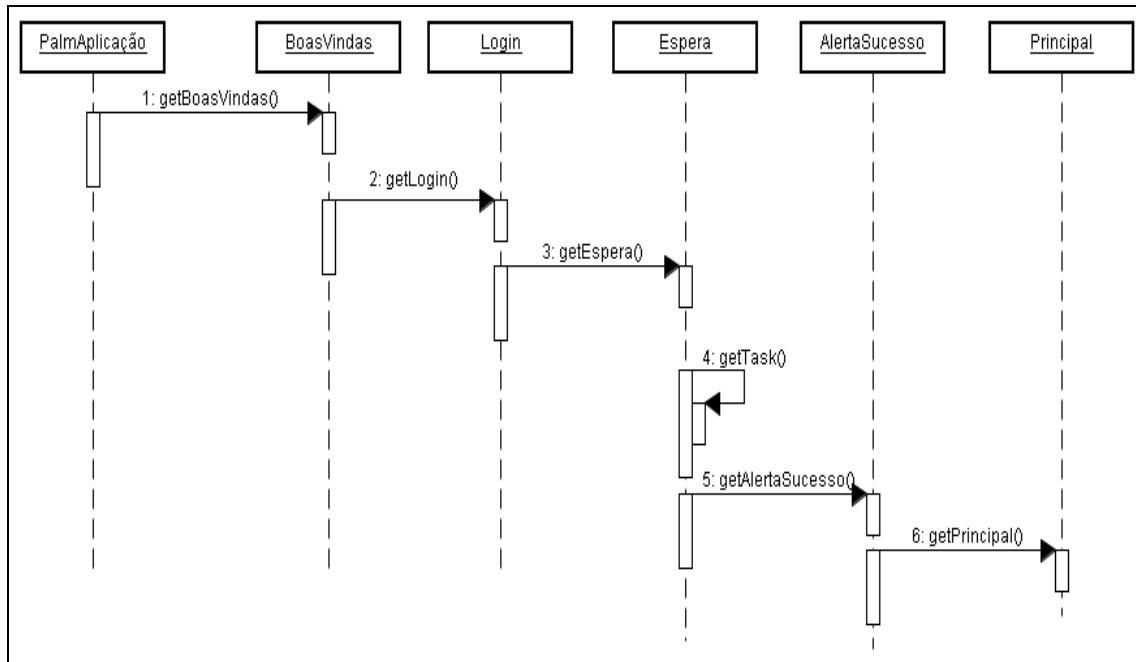 PalmAplicação
BoasVindas
Login
Espera
AlertaSucesso
Principal
1: getBoasVindas()
2: getLogin()
3: getEspera()
4: getTask()
5: getAlertaSucesso()
6: getPrincipal()